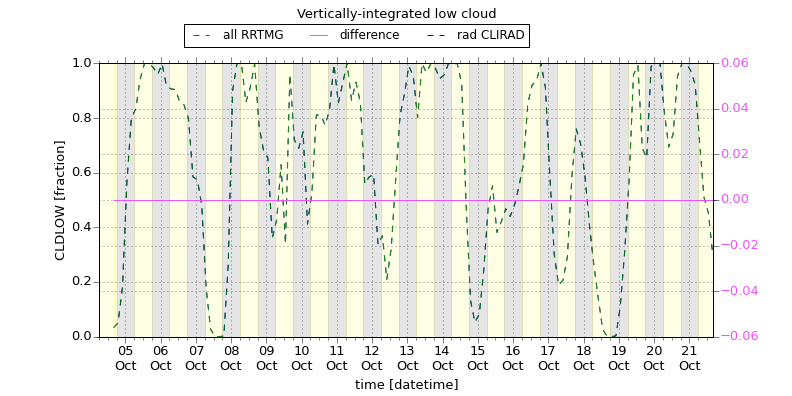 Vertically-integrated low cloud
all RRTMG difference rad CLIRAD
CLDLOW [fraction]
1.0
0.8
0.6
0.4
0.2
0.0
0.06
0.04
0.02
0.00
−0.02
−0.04
−0.06
05 06 07 08 09 10 11 12 13 14 15 16 17 18 19 20 21
Oct Oct Oct Oct Oct Oct Oct Oct Oct Oct Oct Oct Oct Oct Oct Oct Oct
time [datetime]